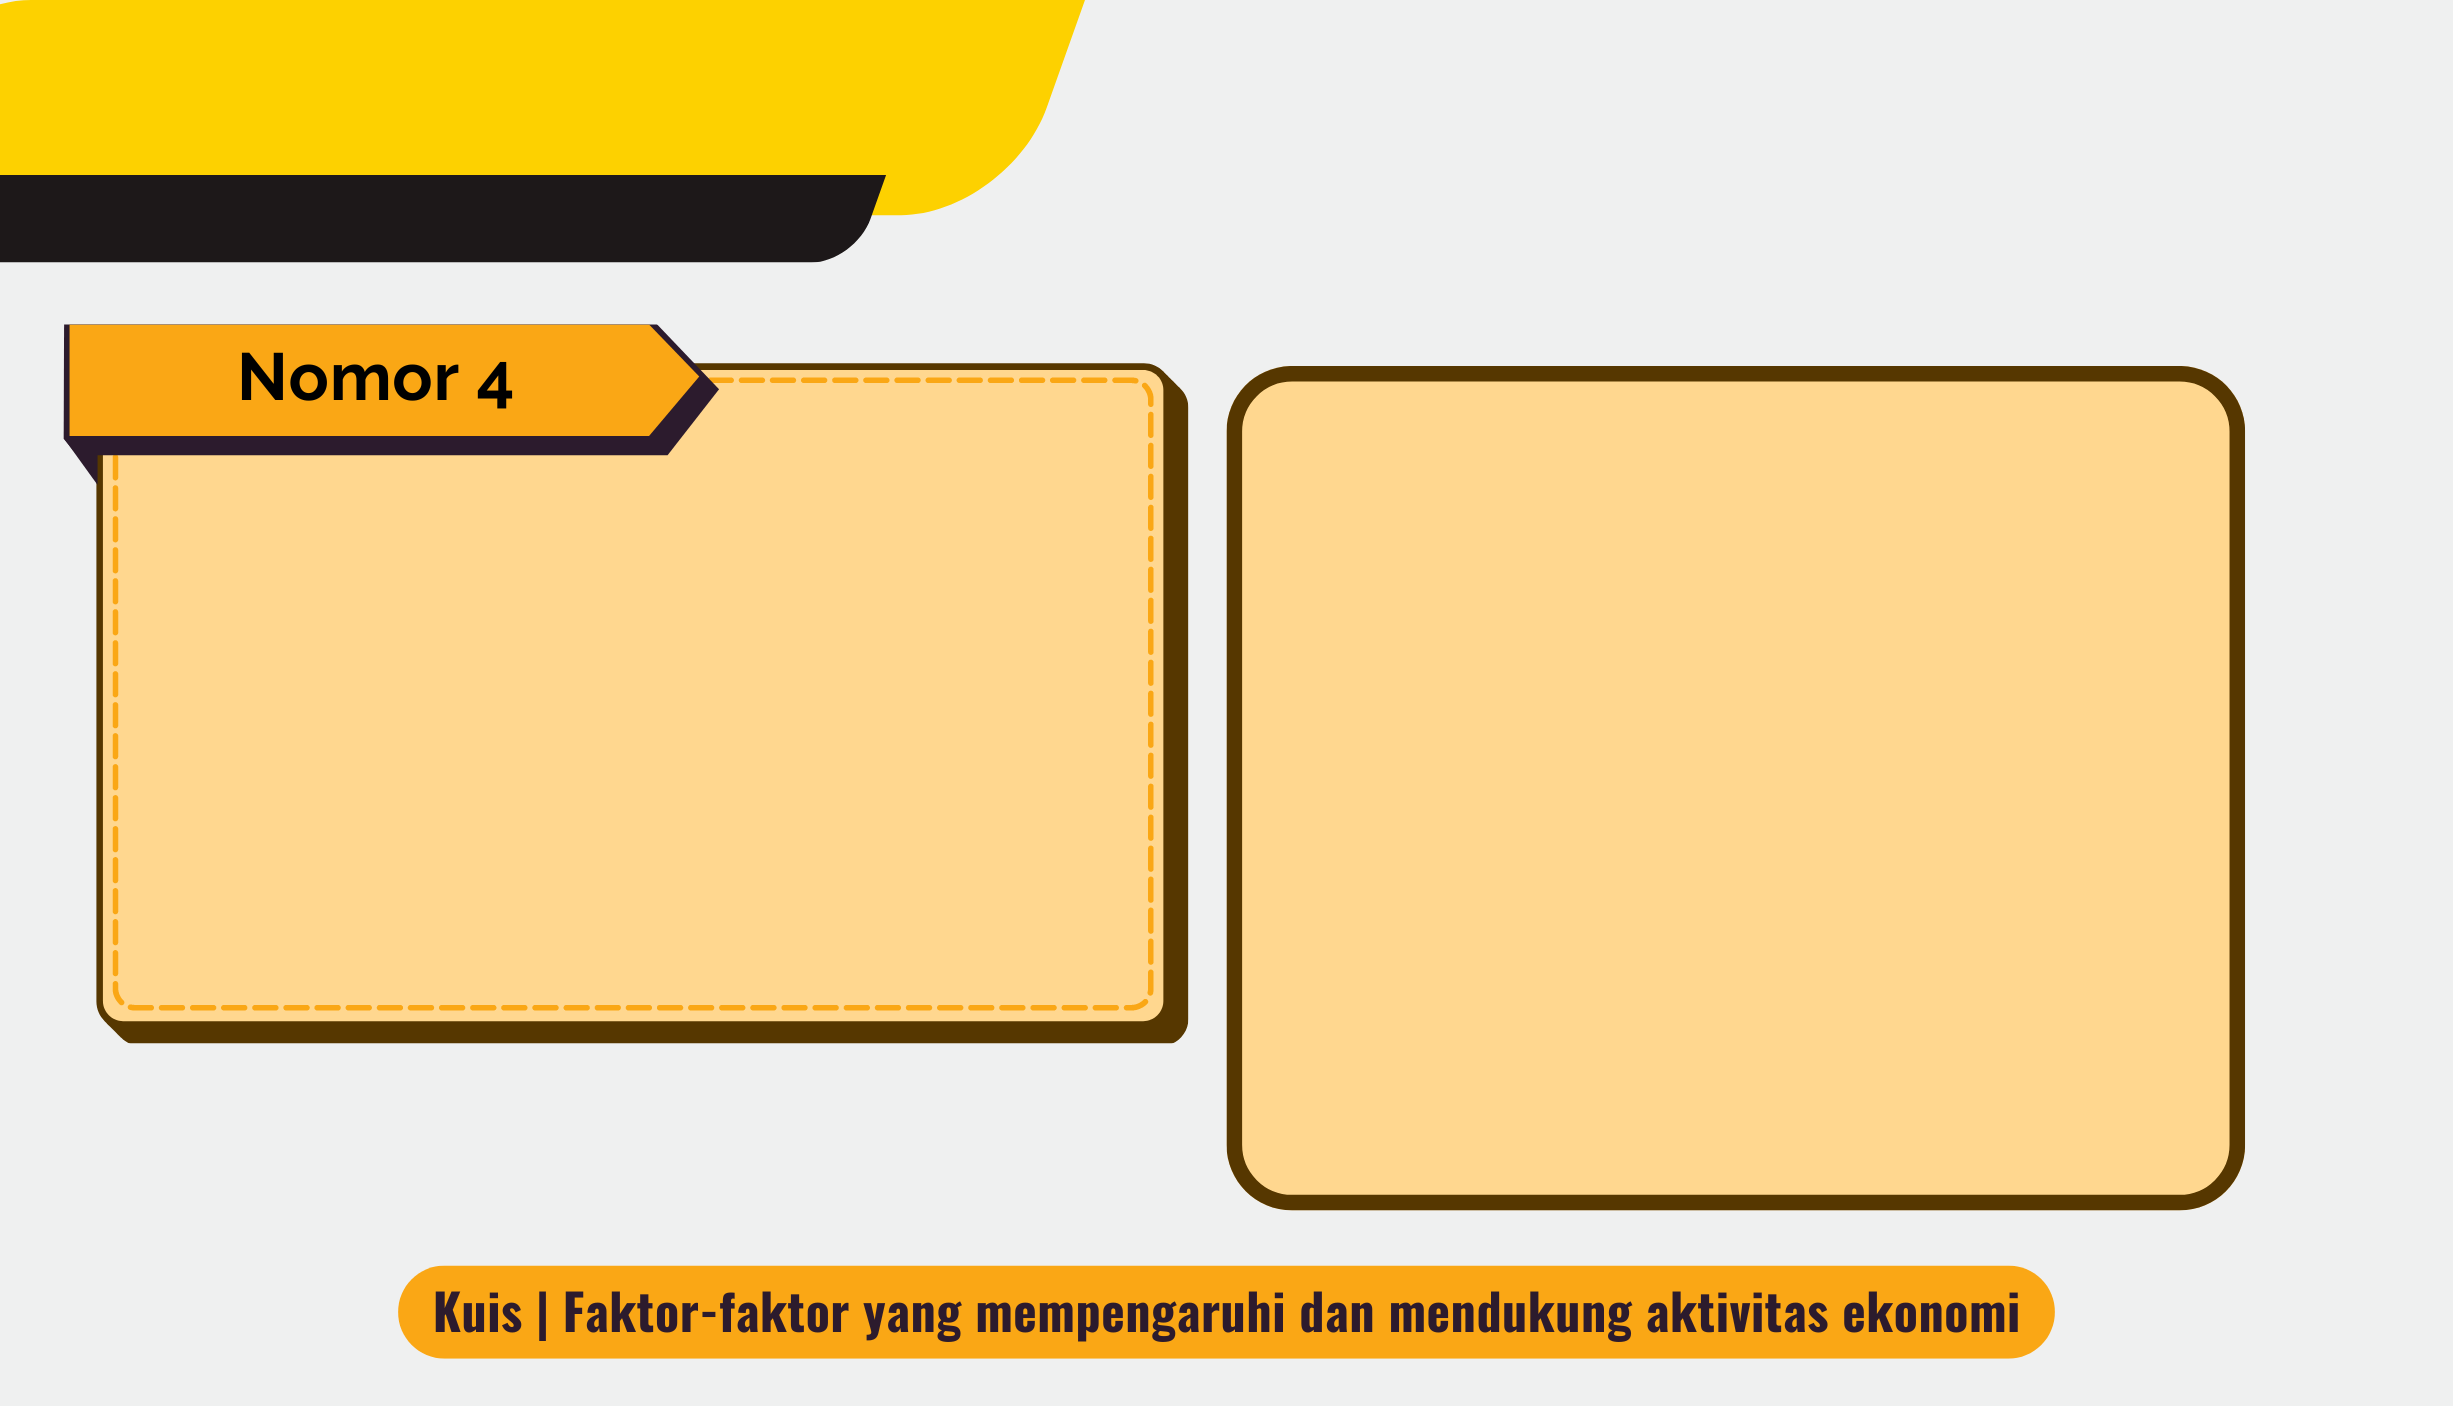 Nomor 4
Kuis | Faktor-faktor yang mempengaruhi dan mendukung aktivitas ekonomi